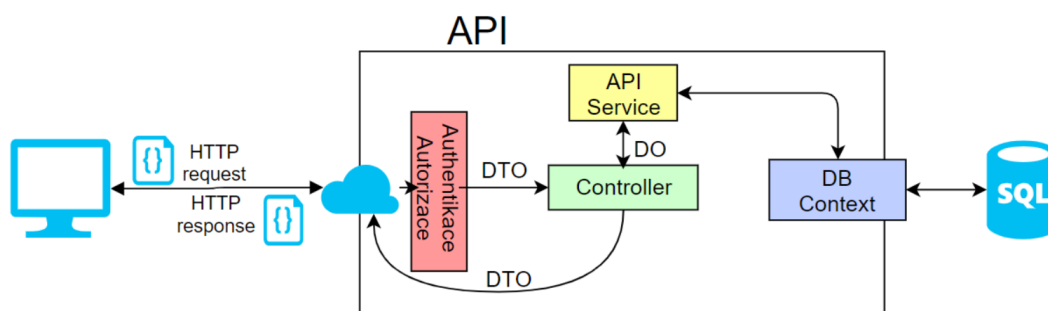 API
HTTP
request
HTTP
response
{}
{}
Authentikace
Autorizace
DTO
API
Service
DO
Controller
DTO
DB
Context
SQL